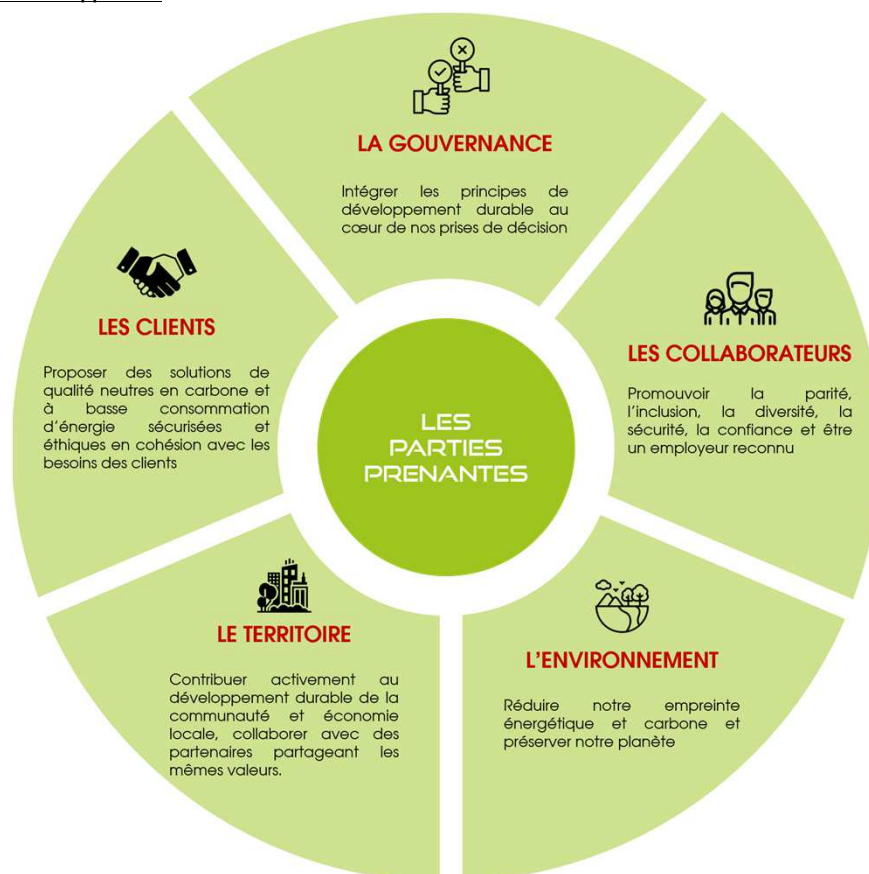 LA GOUVERNANCE
Intégrer les principes de
développement durable au
cœur de nos prises de décision
LES COLLABORATEURS
Promouvoir la parité,
l'inclusion, la diversité, la
sécurité, la confiance et être
un employeur reconnu
L'ENVIRONNEMENT
Réduire notre empreinte
énergétique et carbone et
préserver notre planète
LE TERRITOIRE
Contribuer activement au
développement durable de la
communauté et économie
locale, collaborer avec des
partenaires partageant les
mêmes valeurs.
LES CLIENTS
Proposer des solutions de
qualité neutres en carbone et
à basse consommation
d'énergie sécurisées et
éthiques en cohésion avec les
besoins des clients
LES
PARTIES
PRENANTES